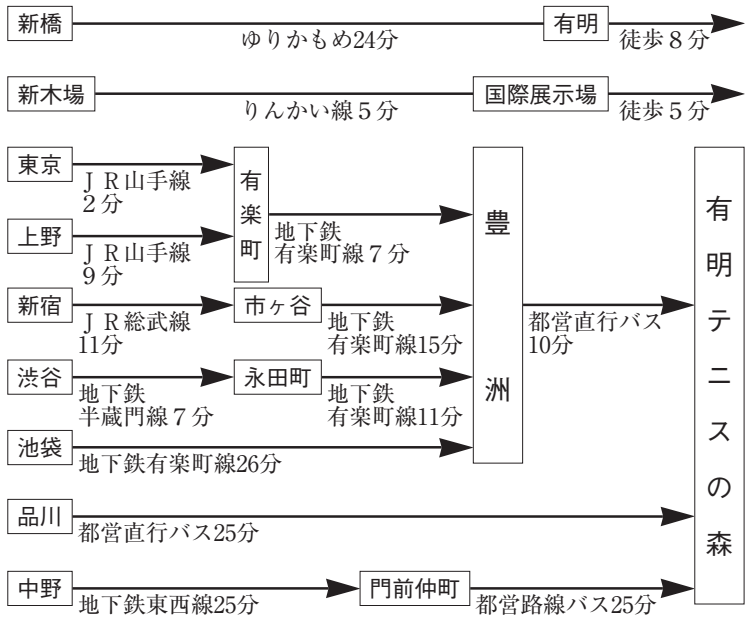 新橋
ゆりかもめ24分
有明
徒歩８分
新木場
りんかい線５分
国際展示場
徒歩５分
東京
ＪＲ山手線
２分
上野
ＪＲ山手線
９分
有楽町
地下鉄
有楽町線７分
新宿
ＪＲ総武線
11分
市ヶ谷
地下鉄
有楽町線15分
渋谷
地下鉄
半蔵門線７分
永田町
地下鉄
有楽町線11分
池袋
地下鉄有楽町線26分
豊洲
都営直行バス
10分
品川
都営直行バス25分
中野
地下鉄東西線25分
門前仲町
都営路線バス25分
有明テニスの森